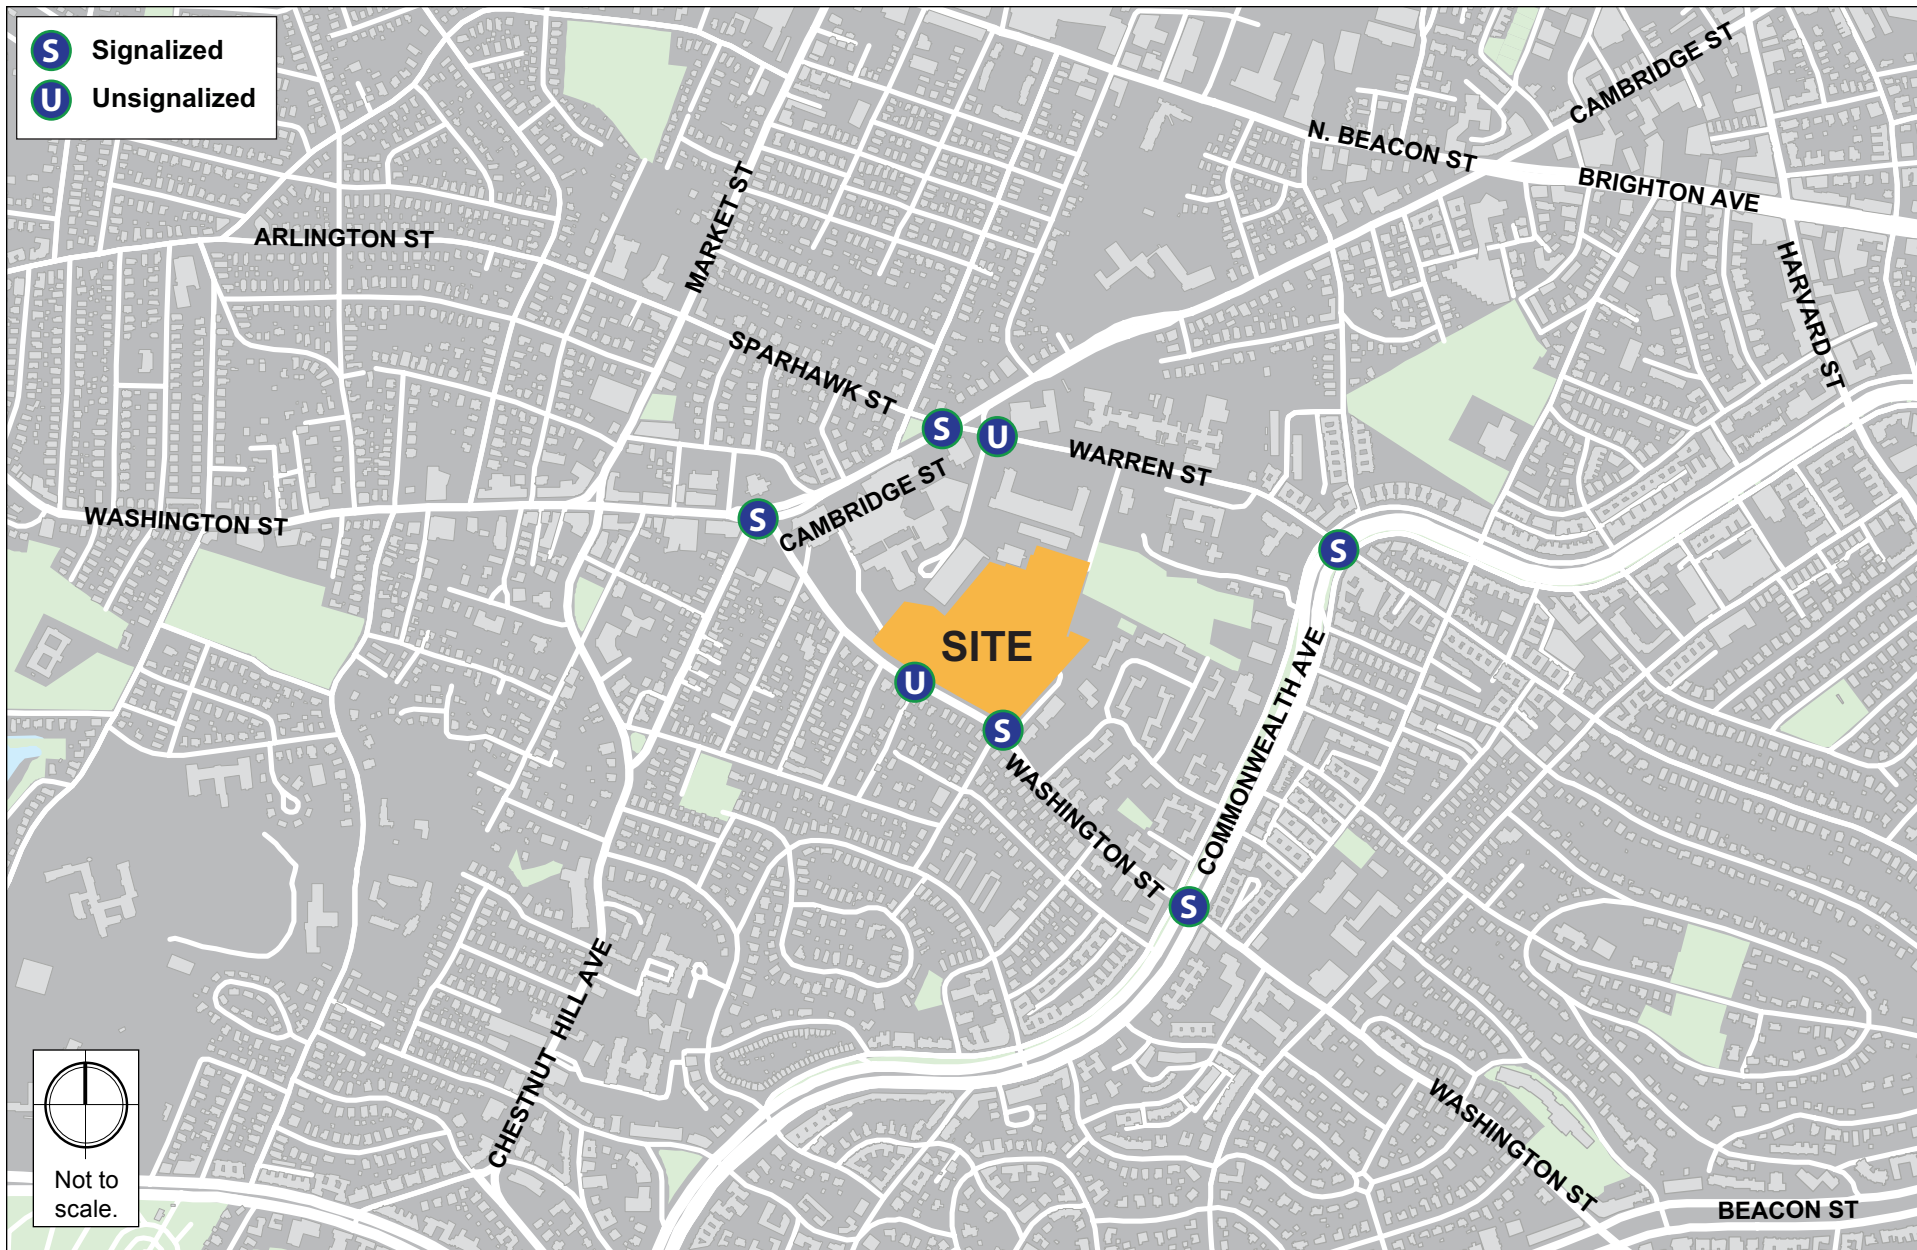 S Signalized
U Unsignalized
CAMBRIDGE ST
N. BEACON ST
BRIGHTON AVE
MARKET ST
ARLINGTON ST
HARVARD ST
SPARHAWK ST
S
U
WARREN ST
CAMBRIDGE ST
S
WASHINGTON ST
S
SITE
U
S
COMMONWEALTH AVE
WASHINGTON ST
S
CHESTNUT HILL AVE
WASHINGTON ST
Not to
scale.
BEACON ST